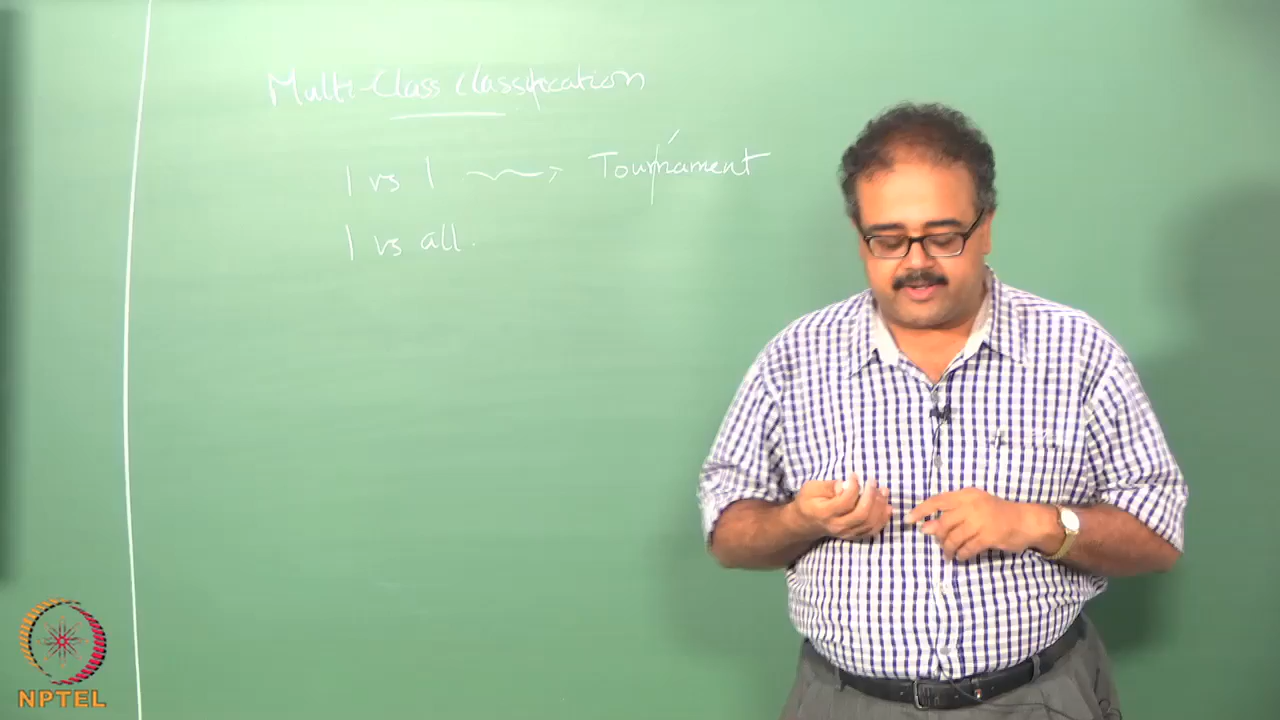 Multi-Class classification
1 vs 1 → Tournament
1 vs all.
NPTEL